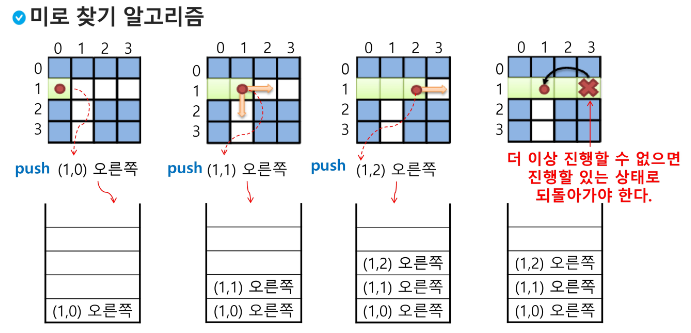 미로 찾기 알고리즘
0 1 2 3
0
1
2
3
push (1,0) 오른쪽
(1,0) 오른쪽
0 1 2 3
0
1
2
3
push (1,1) 오른쪽
(1,1) 오른쪽
(1,0) 오른쪽
0 1 2 3
0
1
2
3
push (1,2) 오른쪽
(1,2) 오른쪽
(1,1) 오른쪽
(1,0) 오른쪽
0 1 2 3
0
1
2
3
더 이상 진행할 수 없으면
진행할 있는 상태로
되돌아가야 한다.
(1,2) 오른쪽
(1,1) 오른쪽
(1,0) 오른쪽